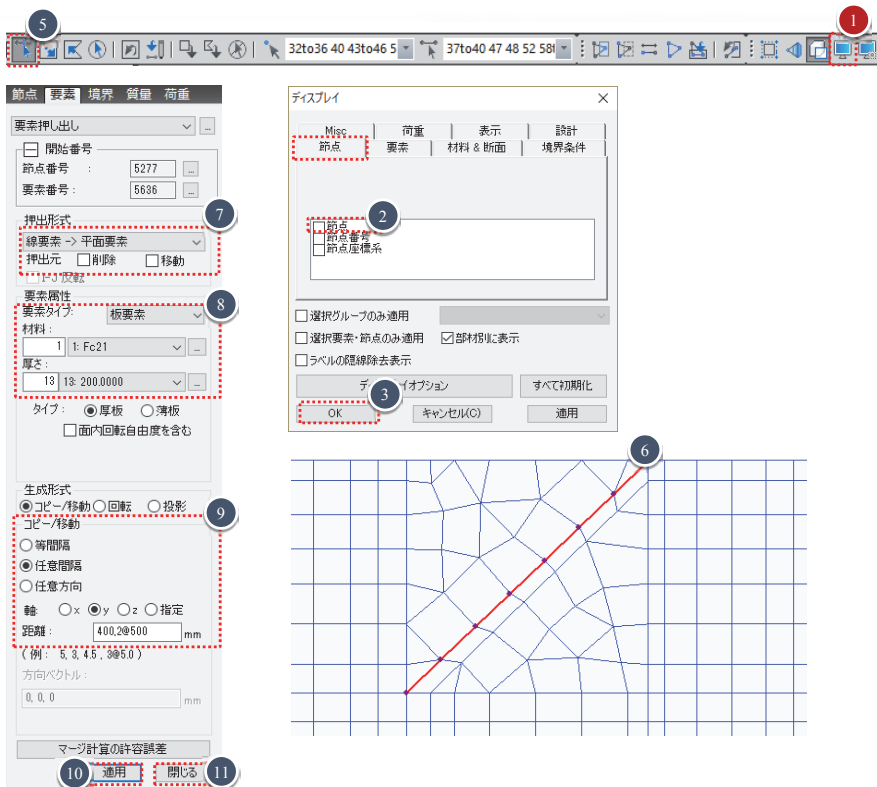 5
1
32to36 40 43to46 5
37to40 47 48 52 58t
節点 要素 境界 質量 荷重
要素押し出し
...
開始番号
節点番号 : 5277 ...
要素番号 : 5636 ...
7
押出形式
線要素 -> 平面要素
押出元 削除 移動
I-J 反転
要素属性
8
要素タイプ: 板要素
材料 :
1 1: Fc21 ...
厚さ :
13 13: 200.0000 ...
タイプ : 厚板 薄板
面内回転自由度を含む
生成形式
コピー/移動 回転 投影
9
コピー/移動
等間隔
任意間隔
任意方向
軸: x y z 指定
距離 : 400,2@500 mm
( 例 : 5, 3, 4.5 , 3@5.0 )
方向ベクトル :
0, 0, 0 mm
マージ計算の許容誤差
10 適用 閉じる 11
ディスプレイ
Misc 荷重 表示 設計
節点 要素 材料 & 断面 境界条件
2
節点
節点番号
節点座標系
選択グループのみ適用
選択要素・節点のみ適用 部材別に表示
ラベルの隠線除去表示
すべて初期化
3
OK キャンセル(C) 適用
6